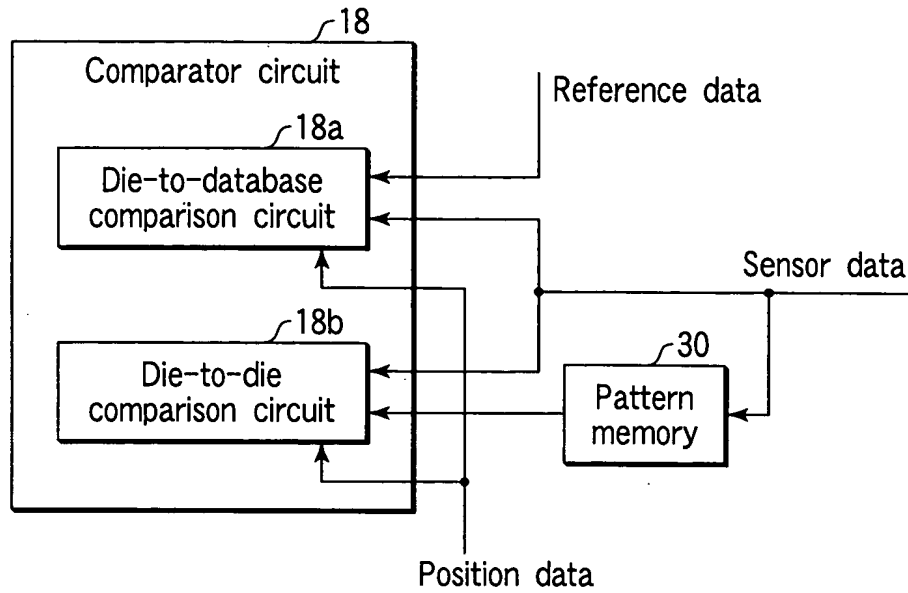 18
Comparator circuit
Reference data
18a
Die-to-database
comparison circuit
Sensor data
18b
Die-to-die
comparison circuit
30
Pattern
memory
Position data